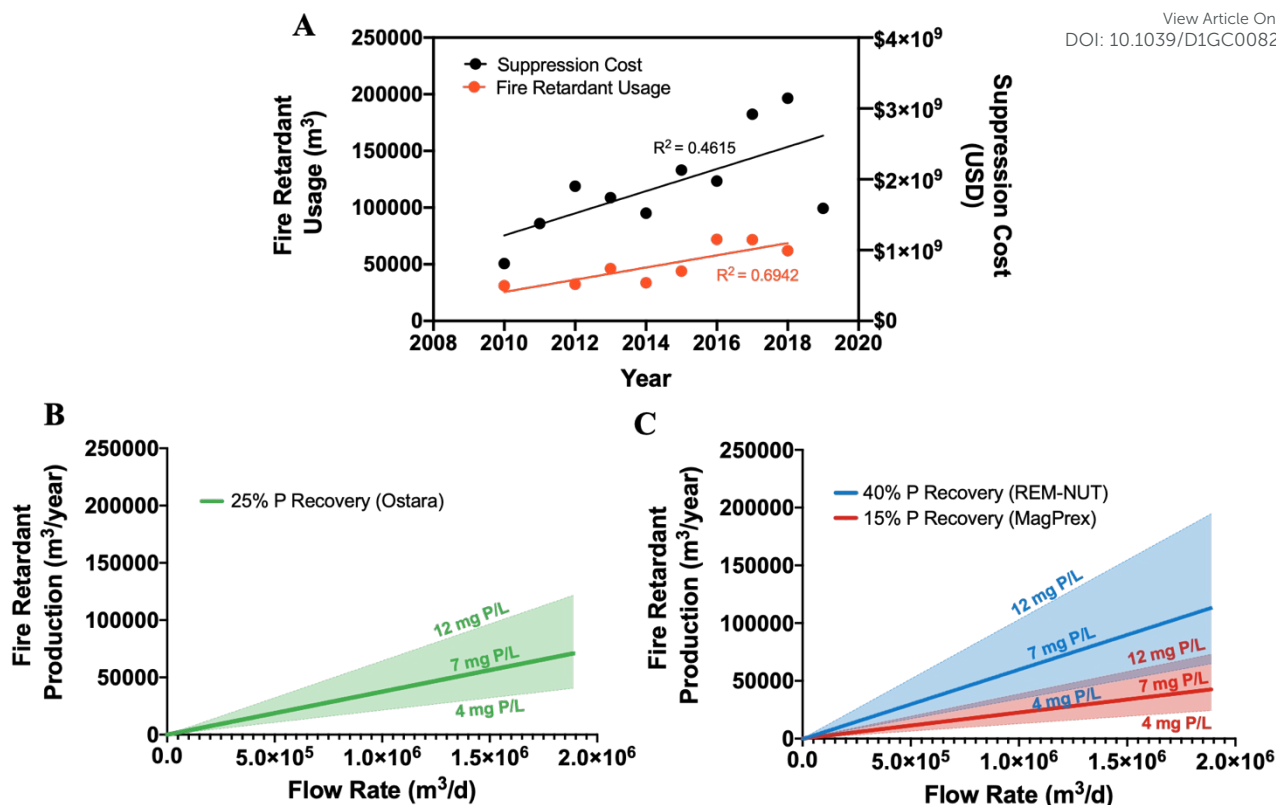 View Article On
DOI: 10.1039/D1GC0082
A
Fire Retardant
Usage (m³)
250000
200000
150000
100000
50000
0
Suppression Cost
Fire Retardant Usage
R² = 0.4615
R² = 0.6942
$4×10⁹
$3×10⁹
$2×10⁹
$1×10⁹
$0
Suppression Cost
(USD)
2008 2010 2012 2014 2016 2018 2020
Year
B
Fire Retardant
Production (m³/year)
250000
200000
150000
100000
50000
0
25% P Recovery (Ostara)
12 mg P/L
7 mg P/L
4 mg P/L
0.0 5.0×10⁵ 1.0×10⁶ 1.5×10⁶ 2.0×10⁶
Flow Rate (m³/d)
C
Fire Retardant
Production (m³/year)
250000
200000
150000
100000
50000
0
40% P Recovery (REM-NUT)
15% P Recovery (MagPrex)
12 mg P/L
7 mg P/L
4 mg P/L
12 mg P/L
7 mg P/L
4 mg P/L
0.0 5.0×10⁵ 1.0×10⁶ 1.5×10⁶ 2.0×10⁶
Flow Rate (m³/d)